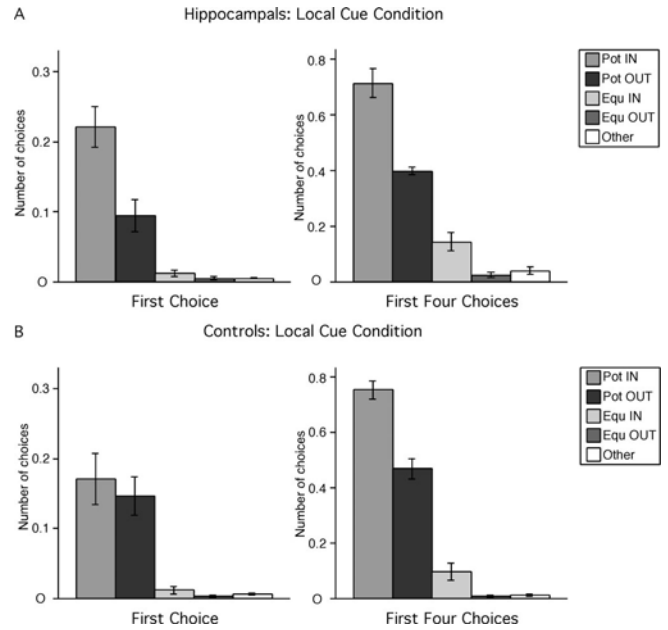 A
Hippocampals: Local Cue Condition
Number of choices
0.3
0.2
0.1
O
First Choice
Number of choices
0.8
0.6
0.4
0.2
O
First Four Choices
Pot IN
Pot OUT
Equ IN
Equ OUT
Other
B
Controls: Local Cue Condition
Number of choices
0.3
0.2
0.1
O
First Choice
Number of choices
0.8
0.6
0.4
0.2
O
First Four Choices
Pot IN
Pot OUT
Equ IN
Equ OUT
Other